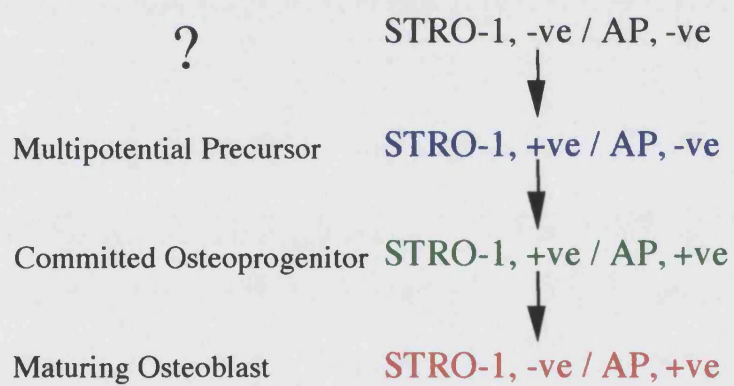 ? STRO-1, -ve / AP, -ve
Multipotential Precursor STRO-1, +ve / AP, -ve
Committed Osteoprogenitor STRO-1, +ve / AP, +ve
Maturing Osteoblast STRO-1, -ve / AP, +ve